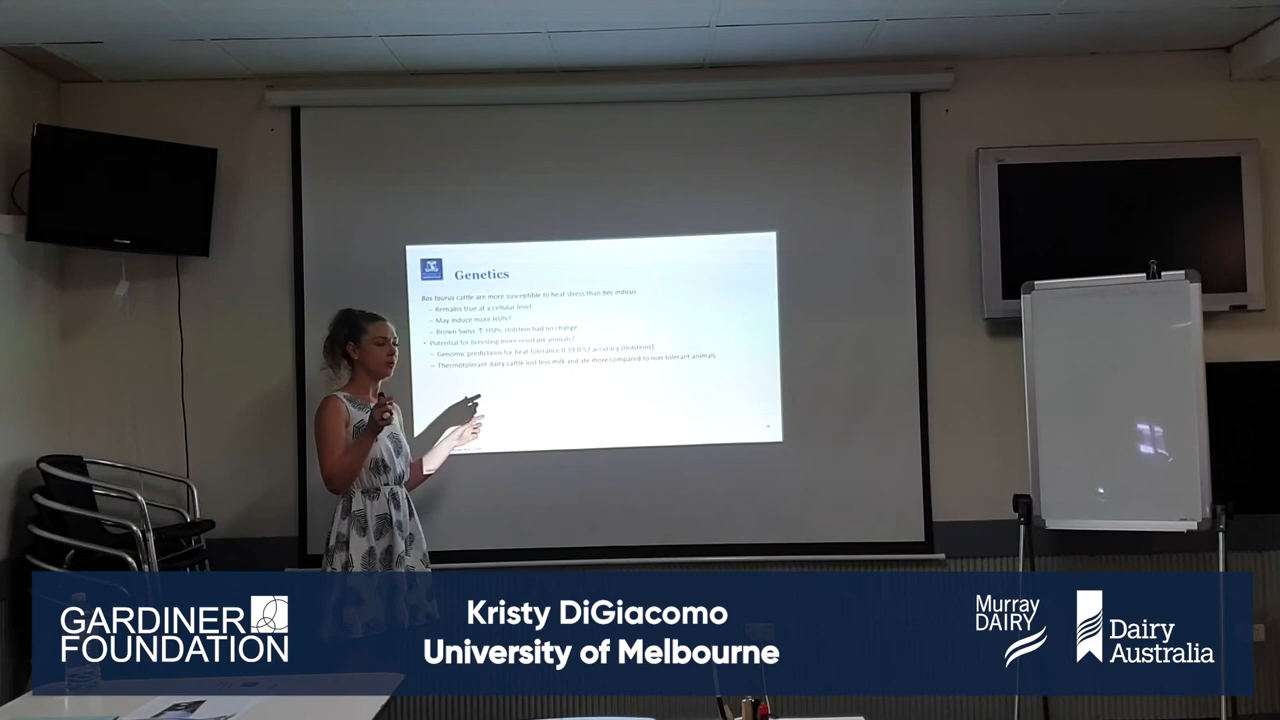 Genetics
Bos taurus cattle are more susceptible to heat stress than bos indicus
– Remains true at a cellular level
– May induce more HSPs?
– Brown Swiss ↑ HSPs, Holstein had no change
• Potential for breeding more resistant animals?
– Genomic predictions for heat tolerance 0.39-0.57 accuracy (Holsteins)
– Thermotolerant dairy cattle lost less milk and ate more compared to non-tolerant animals
GARDINER
FOUNDATION
Kristy DiGiacomo
University of Melbourne
Murray
DAIRY
Dairy
Australia